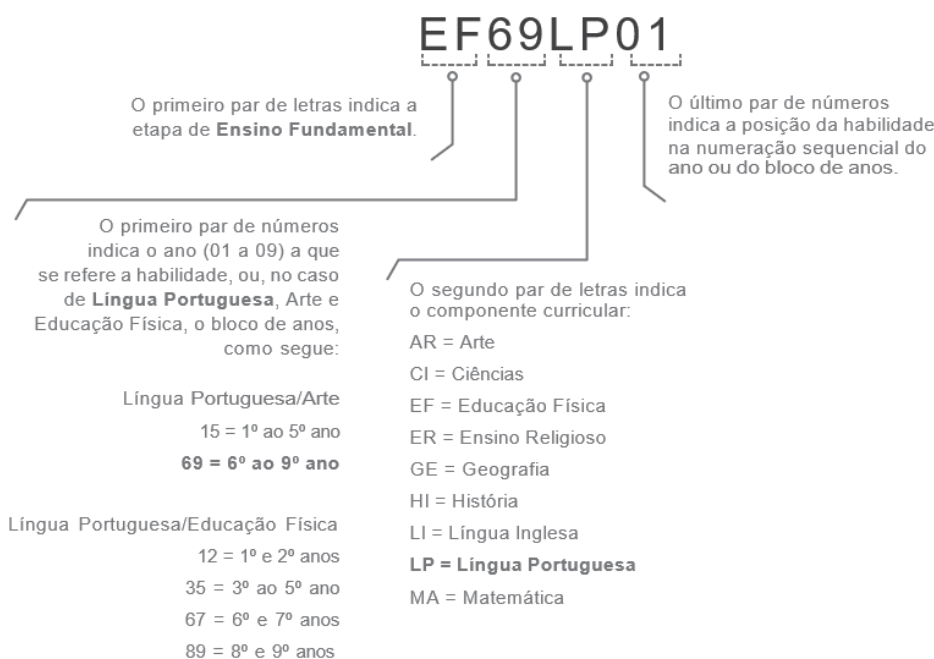 EF69LP01
O primeiro par de letras indica a
etapa de Ensino Fundamental.
O último par de números
indica a posição da habilidade
na numeração sequencial do
ano ou do bloco de anos.
O primeiro par de números
indica o ano (01 a 09) a que
se refere a habilidade, ou, no caso
de Língua Portuguesa, Arte e
Educação Física, o bloco de anos,
como segue:
Língua Portuguesa/Arte
15 = 1º ao 5º ano
69 = 6º ao 9º ano
Língua Portuguesa/Educação Física
12 = 1º e 2º anos
35 = 3º ao 5º ano
67 = 6º e 7º anos
89 = 8º e 9º anos
O segundo par de letras indica
o componente curricular:
AR = Arte
CI = Ciências
EF = Educação Física
ER = Ensino Religioso
GE = Geografia
HI = História
LI = Língua Inglesa
LP = Língua Portuguesa
MA = Matemática